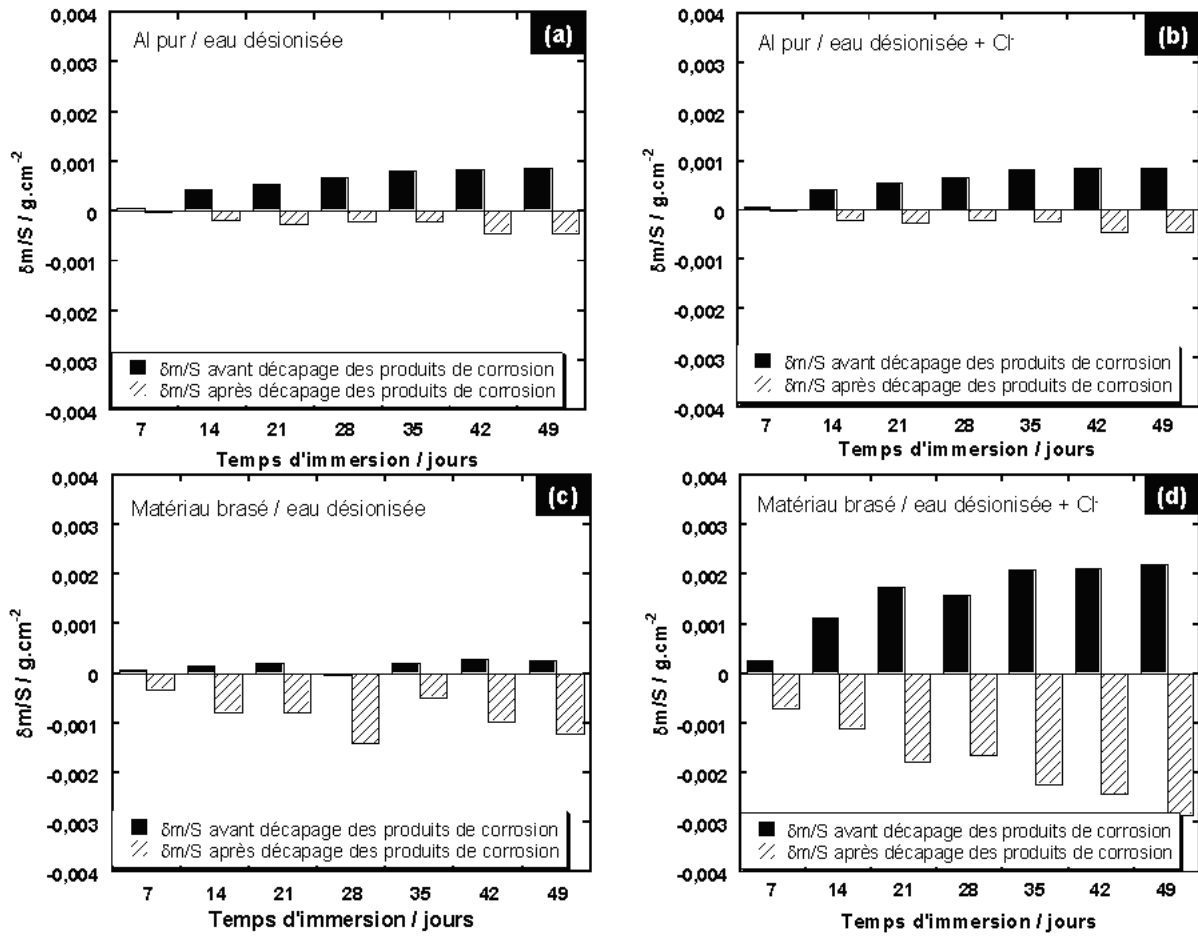 0,004
0,003
0,002
0,001
0
-0,001
-0,002
-0,003
-0,004
δm/S / g.cm⁻²
Al pur / eau désionisée
(a)
δm/S avant décapage des produits de corrosion
δm/S après décapage des produits de corrosion
7 14 21 28 35 42 49
Temps d'immersion / jours
0,004
0,003
0,002
0,001
0
-0,001
-0,002
-0,003
-0,004
δm/S / g.cm⁻²
Al pur / eau désionisée + Cl⁻
(b)
δm/S avant décapage des produits de corrosion
δm/S après décapage des produits de corrosion
7 14 21 28 35 42 49
Temps d'immersion / jours
0,004
0,003
0,002
0,001
0
-0,001
-0,002
-0,003
-0,004
δm/S / g.cm⁻²
Matériau brasé / eau désionisée
(c)
δm/S avant décapage des produits de corrosion
δm/S après décapage des produits de corrosion
7 14 21 28 35 42 49
Temps d'immersion / jours
0,004
0,003
0,002
0,001
0
-0,001
-0,002
-0,003
-0,004
δm/S / g.cm⁻²
Matériau brasé / eau désionisée + Cl⁻
(d)
δm/S avant décapage des produits de corrosion
δm/S après décapage des produits de corrosion
7 14 21 28 35 42 49
Temps d'immersion / jours